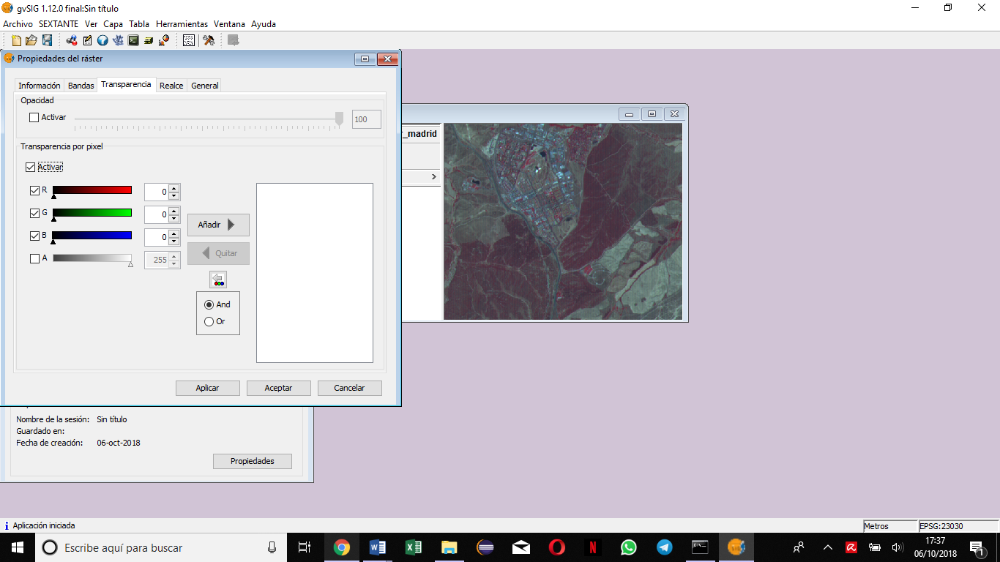 gvSIG 1.12.0 final:Sin título
Archivo SEXTANTE Ver Capa Tabla Herramientas Ventana Ayuda
Propiedades del ráster
Información Bandas Transparencia Realce General
Opacidad
Activar 100
Transparencia por pixel
Activar
R 0
G 0
B 0
A 255
Añadir
Quitar
And
Or
Aplicar Aceptar Cancelar
_madrid
Nombre de la sesión: Sin título
Guardado en:
Fecha de creación: 06-oct-2018
Propiedades
Aplicación iniciada
Metros EPSG:23030
Escribe aquí para buscar
17:37
06/10/2018
1